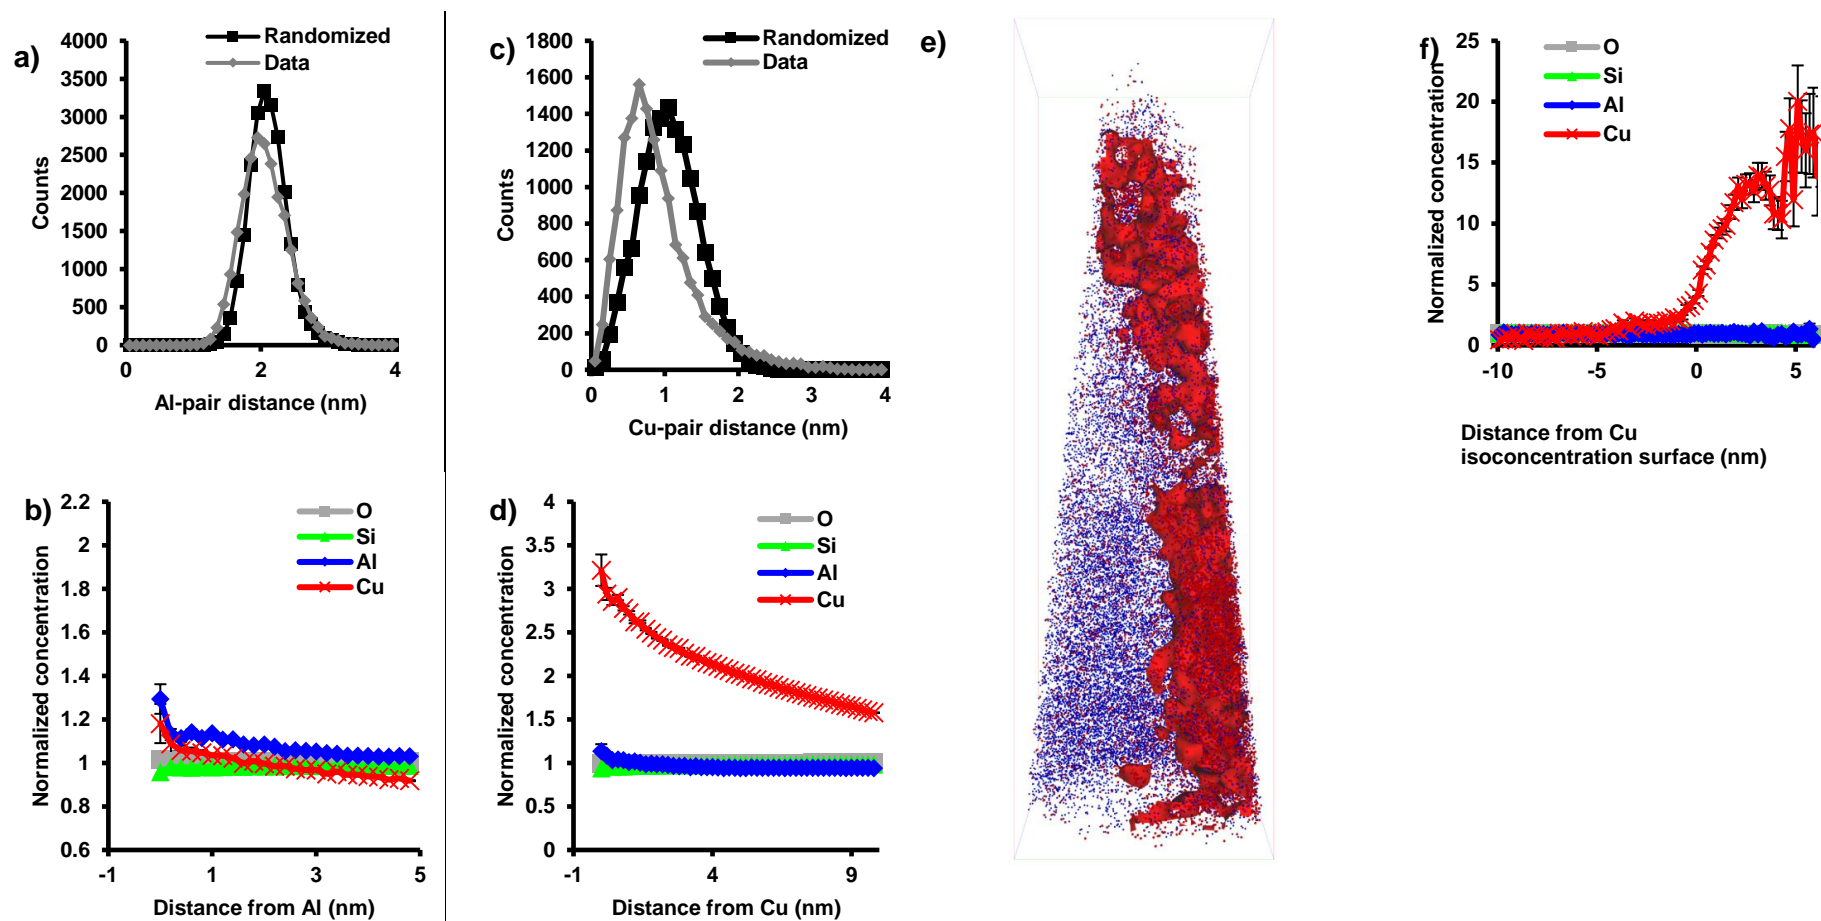 a)
Randomized
Data
4000
3500
3000
2500
2000
1500
1000
500
0
Counts
0 2 4
Al-pair distance (nm)
b)
O
Si
Al
Cu
2.2
2
1.8
1.6
1.4
1.2
1
0.8
0.6
Normalized concentration
-1 1 3 5
Distance from Al (nm)
c)
Randomized
Data
1800
1600
1400
1200
1000
800
600
400
200
0
Counts
0 1 2 3 4
Cu-pair distance (nm)
d)
O
Si
Al
Cu
4
3.5
3
2.5
2
1.5
1
0.5
0
Normalized concentration
-1 4 9
Distance from Cu (nm)
e)
f)
O
Si
Al
Cu
25
20
15
10
5
0
Normalized concentration
-10 -5 0 5
Distance from Cu
isoconcentration surface (nm)